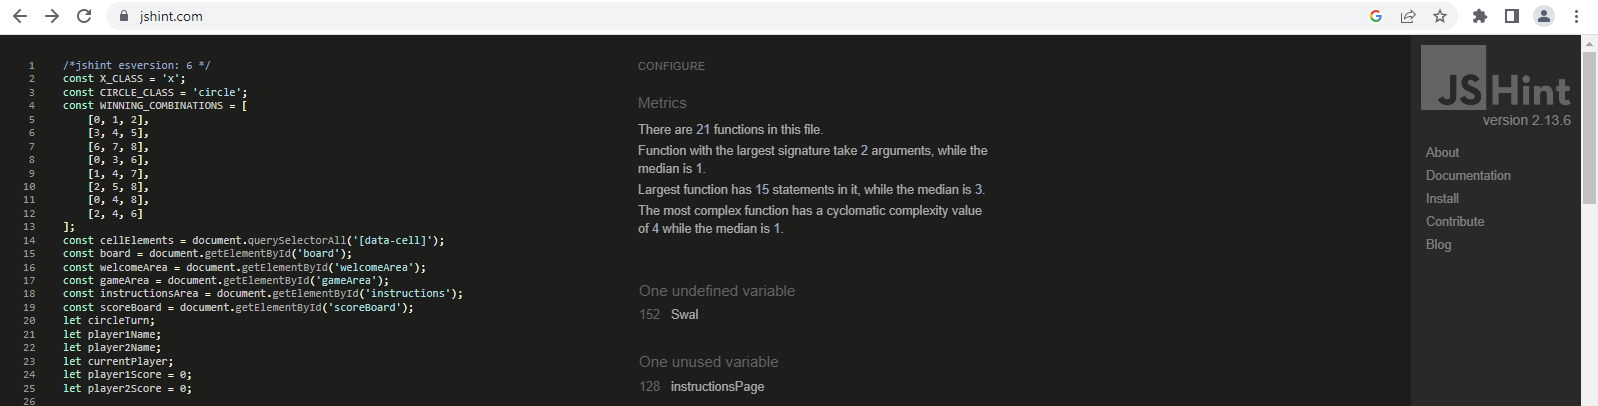 jshint.com
1 /*jshint esversion: 6 */
2 const X_CLASS = 'x';
3 const CIRCLE_CLASS = 'circle';
4 const WINNING_COMBINATIONS = [
5 [0, 1, 2],
6 [3, 4, 5],
7 [6, 7, 8],
8 [0, 3, 6],
9 [1, 4, 7],
10 [2, 5, 8],
11 [0, 4, 8],
12 [2, 4, 6]
13 ];
14 const cellElements = document.querySelectorAll('[data-cell]');
15 const board = document.getElementById('board');
16 const welcomeArea = document.getElementById('welcomeArea');
17 const gameArea = document.getElementById('gameArea');
18 const instructionsArea = document.getElementById('instructions');
19 const scoreBoard = document.getElementById('scoreBoard');
20 let circleTurn;
21 let player1Name;
22 let player2Name;
23 let currentPlayer;
24 let player1Score = 0;
25 let player2Score = 0;
26
CONFIGURE
Metrics
There are 21 functions in this file.
Function with the largest signature take 2 arguments, while the
median is 1.
Largest function has 15 statements in it, while the median is 3.
The most complex function has a cyclomatic complexity value
of 4 while the median is 1.
One undefined variable
152 Swal
One unused variable
128 instructionsPage
JSHint
version 2.13.6
About
Documentation
Install
Contribute
Blog